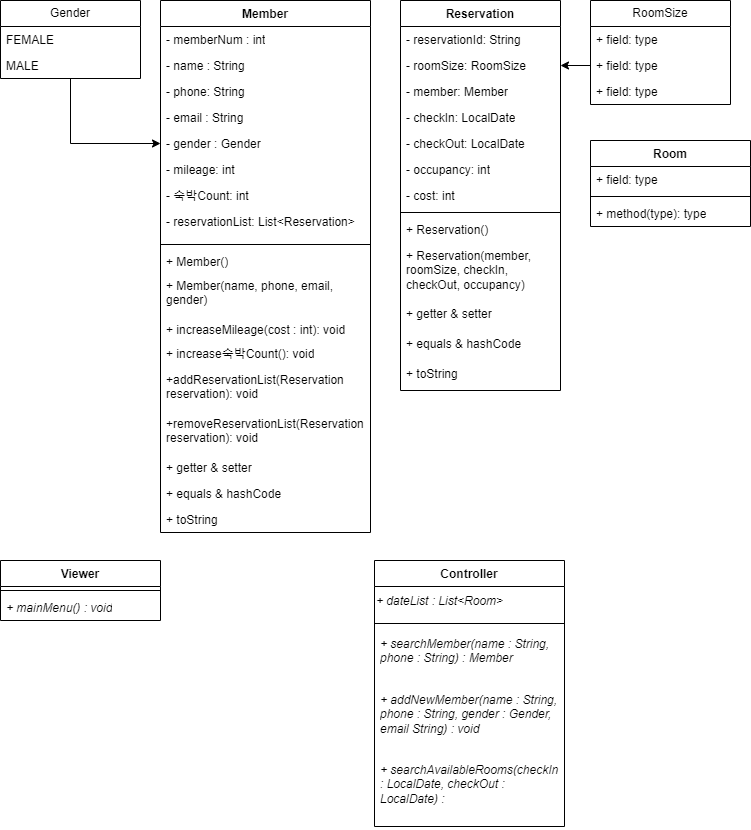 Gender
FEMALE
MALE
Member
- memberNum : int
- name : String
- phone: String
- email : String
- gender : Gender
- mileage: int
- 숙박Count: int
- reservationList: List<Reservation>
+ Member()
+ Member(name, phone, email,
gender)
+ increaseMileage(cost : int): void
+ increase숙박Count(): void
+addReservationList(Reservation
reservation): void
+removeReservationList(Reservation
reservation): void
+ getter & setter
+ equals & hashCode
+ toString
Reservation
- reservationId: String
- roomSize: RoomSize
- member: Member
- checkIn: LocalDate
- checkOut: LocalDate
- occupancy: int
- cost: int
+ Reservation()
+ Reservation(member,
roomSize, checkIn,
checkOut, occupancy)
+ getter & setter
+ equals & hashCode
+ toString
RoomSize
+ field: type
+ field: type
+ field: type
Room
+ field: type
+ method(type): type
Viewer
+ mainMenu() : void
Controller
+ dateList : List<Room>
+ searchMember(name : String,
phone : String) : Member
+ addNewMember(name : String,
phone : String, gender : Gender,
email String) : void
+ searchAvailableRooms(checkIn
: LocalDate, checkOut :
LocalDate) :